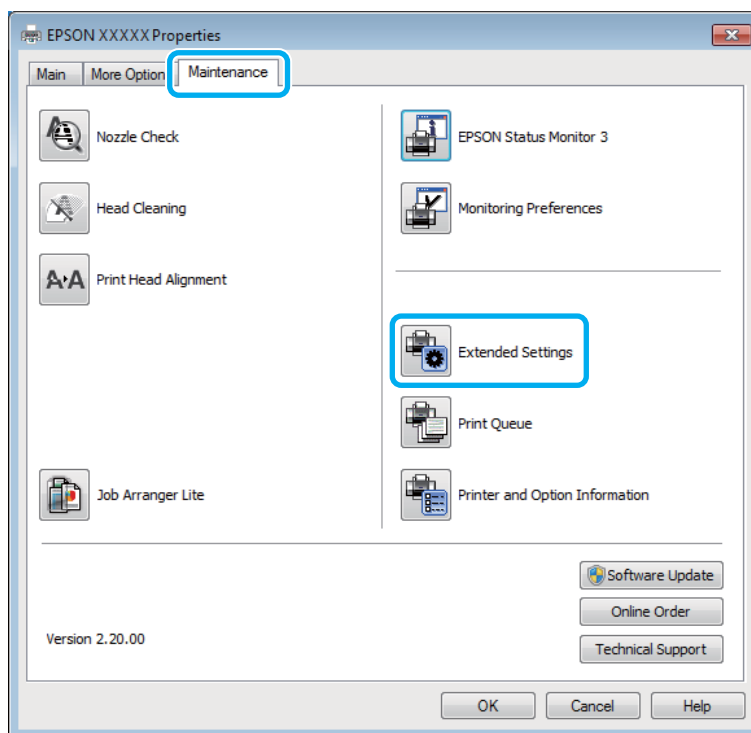 EPSON XXXXX Properties
Main
More Option
Maintenance
Nozzle Check
EPSON Status Monitor 3
Head Cleaning
Monitoring Preferences
A A Print Head Alignment
Extended Settings
Print Queue
Job Arranger Lite
Printer and Option Information
Software Update
Online Order
Version 2.20.00
Technical Support
OK
Cancel
Help